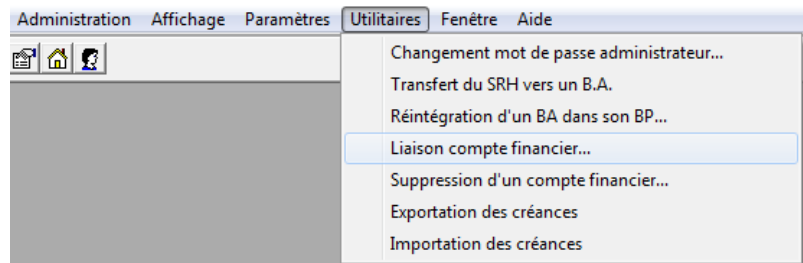 Administration Affichage Paramètres Utilitaires Fenêtre Aide
Changement mot de passe administrateur...
Transfert du SRH vers un B.A.
Réintégration d'un BA dans son BP...
Liaison compte financier...
Suppression d'un compte financier...
Exportation des créances
Importation des créances